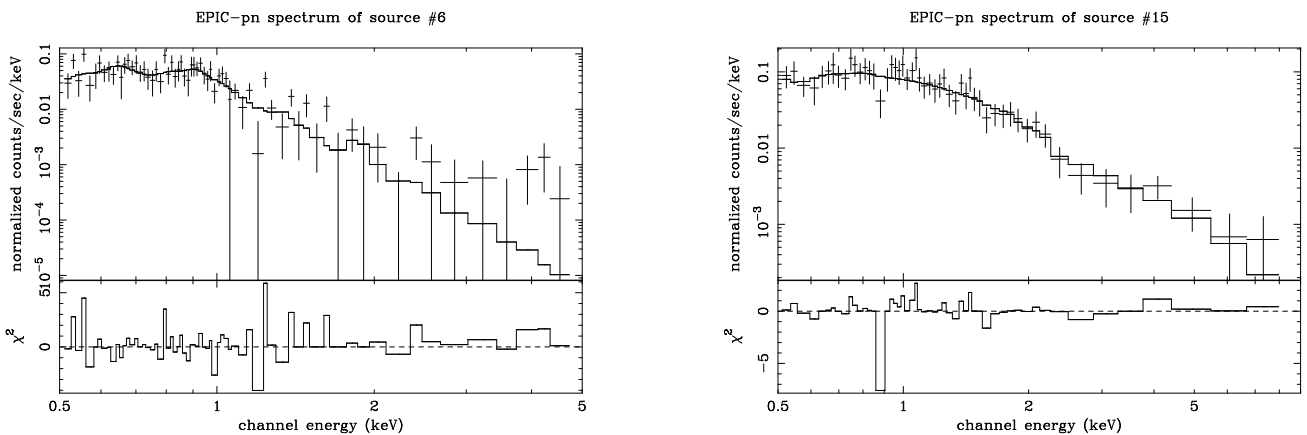 EPIC-pn spectrum of source #6
normalized counts/sec/keV
0.1
0.01
10⁻³
10⁻⁴
10⁻⁵
χ²
5
0
0.5 1 2 5
channel energy (keV)
EPIC-pn spectrum of source #15
normalized counts/sec/keV
0.1
0.01
10⁻³
χ²
0
−5
0.5 1 2 5
channel energy (keV)